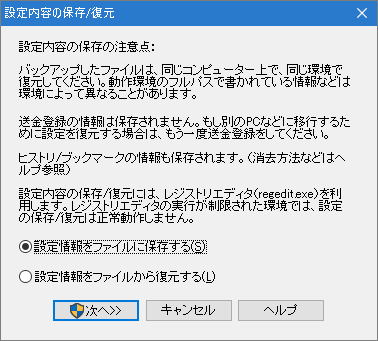 設定内容の保存/復元
設定内容の保存の注意点:
バックアップしたファイルは、同じコンピューター上で、同じ環境で
復元してください。動作環境のフルパスで書かれている情報などは
環境によって異なることがあります。
送金登録の情報は保存されません。もし別のPCなどに移行するた
めに設定を復元する場合は、もう一度送金登録をしてください。
ヒストリ/ブックマークの情報も保存されます。(消去方法などはヘ
ルプ参照)
設定内容の保存/復元には、レジストリエディタ(regedit.exe)を利
用します。レジストリエディタの実行が制限された環境では、設定
の保存/復元は正常動作しません。
設定情報をファイルに保存する(S)
設定情報をファイルから復元する(L)
次へ>>
キャンセル
ヘルプ